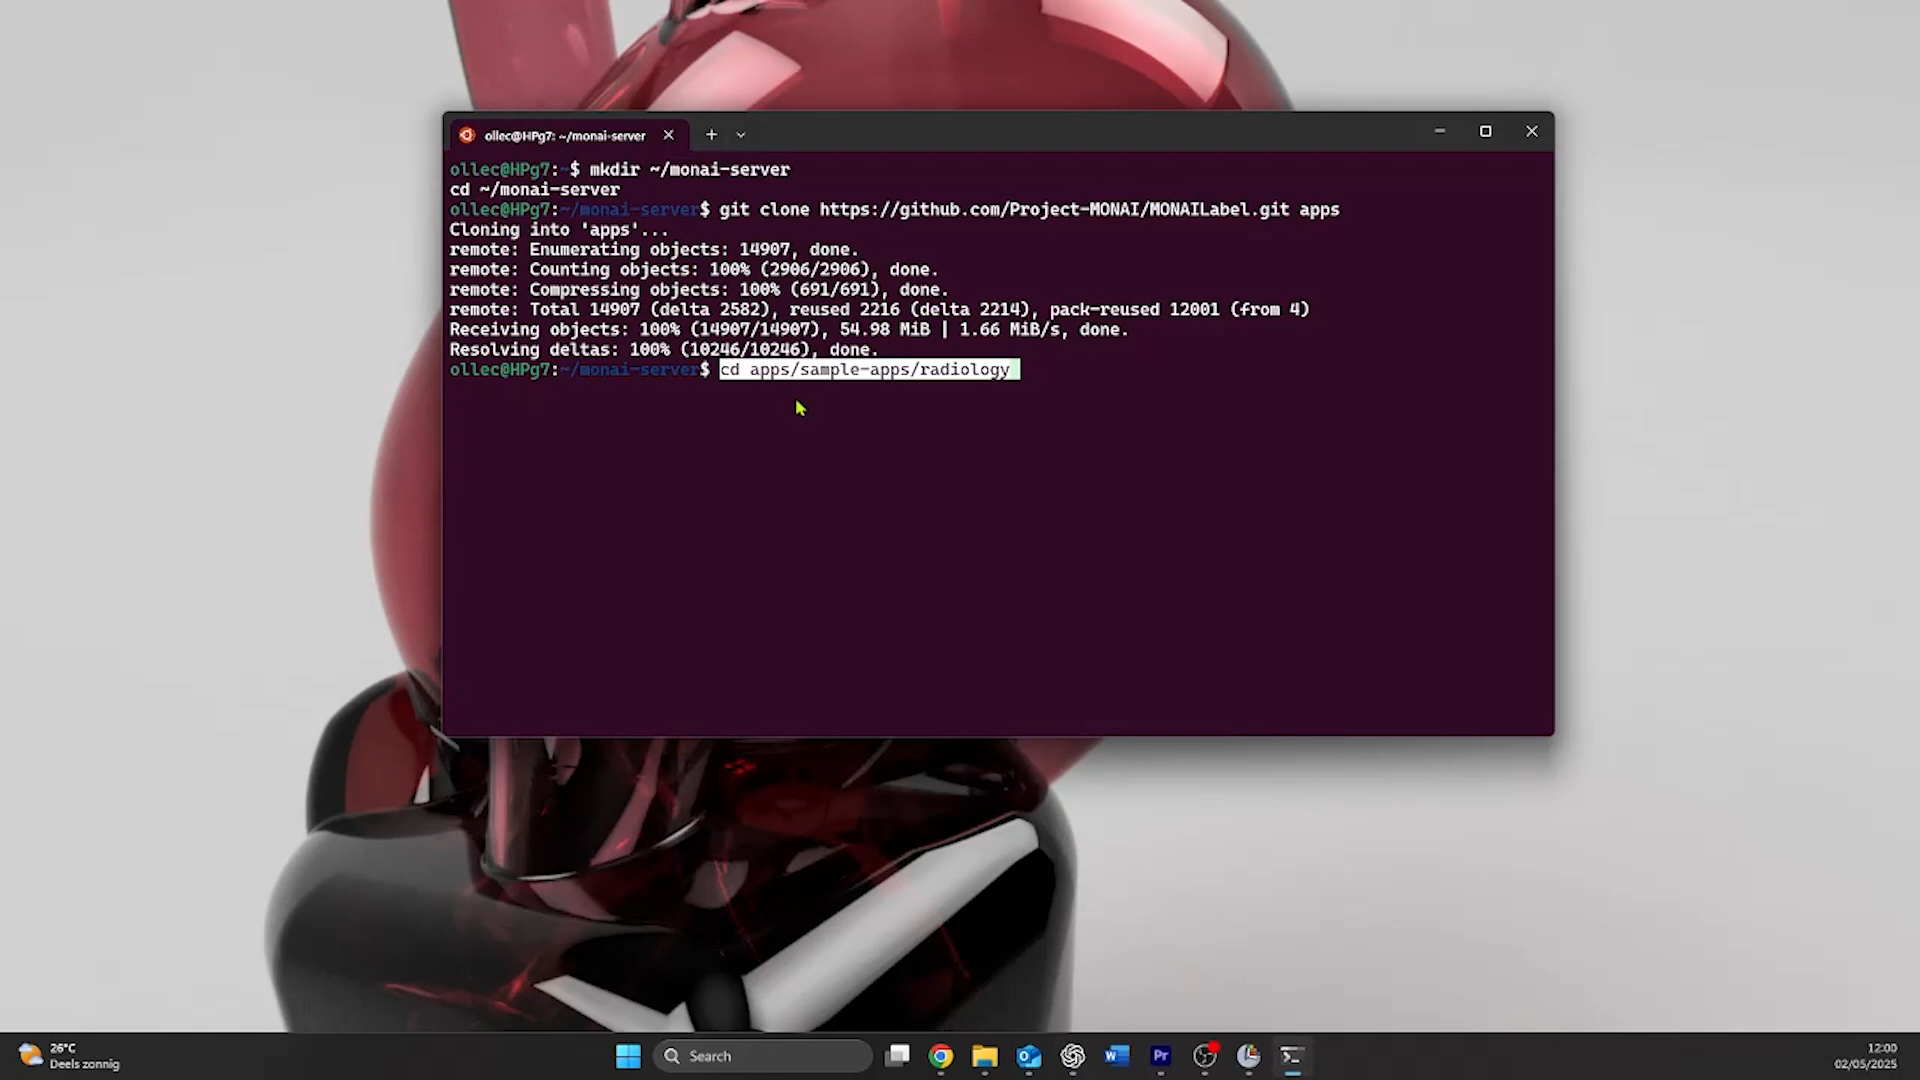 ollec@HPg7: ~/monai-server
ollec@HPg7:~$ mkdir ~/monai-server
cd ~/monai-server
ollec@HPg7:~/monai-server$ git clone https://github.com/Project-MONAI/MONAILabel.git apps
Cloning into 'apps'...
remote: Enumerating objects: 14907, done.
remote: Counting objects: 100% (2906/2906), done.
remote: Compressing objects: 100% (691/691), done.
remote: Total 14907 (delta 2582), reused 2216 (delta 2214), pack-reused 12001 (from 4)
Receiving objects: 100% (14907/14907), 54.98 MiB | 1.66 MiB/s, done.
Resolving deltas: 100% (10246/10246), done.
ollec@HPg7:~/monai-server$ cd apps/sample-apps/radiology
26°C
Deels zonnig
Search
W
Pr
12:00
02/05/2025